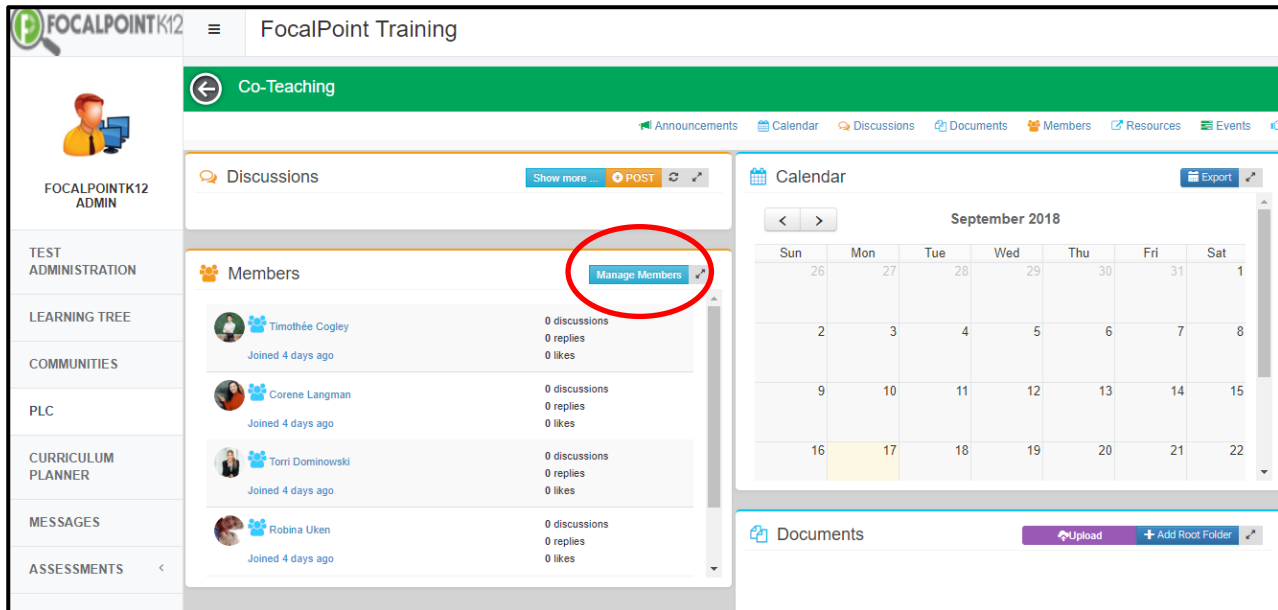 FOCALPOINTK12
FocalPoint Training
FOCALPOINTK12
ADMIN
TEST
ADMINISTRATION
LEARNING TREE
COMMUNITIES
PLC
CURRICULUM
PLANNER
MESSAGES
ASSESSMENTS
Co-Teaching
Announcements Calendar Discussions Documents Members Resources Events
Discussions Show more ... POST
Members Manage Members
Timothée Cogley 0 discussions
0 replies
Joined 4 days ago 0 likes
Corene Langman 0 discussions
0 replies
Joined 4 days ago 0 likes
Torri Dominowski 0 discussions
0 replies
Joined 4 days ago 0 likes
Robina Uken 0 discussions
0 replies
Joined 4 days ago 0 likes
Calendar Export
< > September 2018
Sun Mon Tue Wed Thu Fri Sat
26 27 28 29 30 31 1
2 3 4 5 6 7 8
9 10 11 12 13 14 15
16 17 18 19 20 21 22
Documents Upload + Add Root Folder